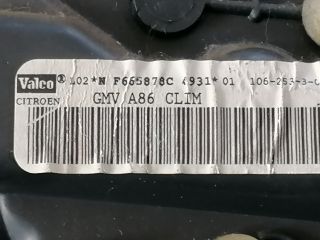 Valeo® 102*N F665878C 4931*01 106-253-3-0
CITROEN GMV A86 CLIM